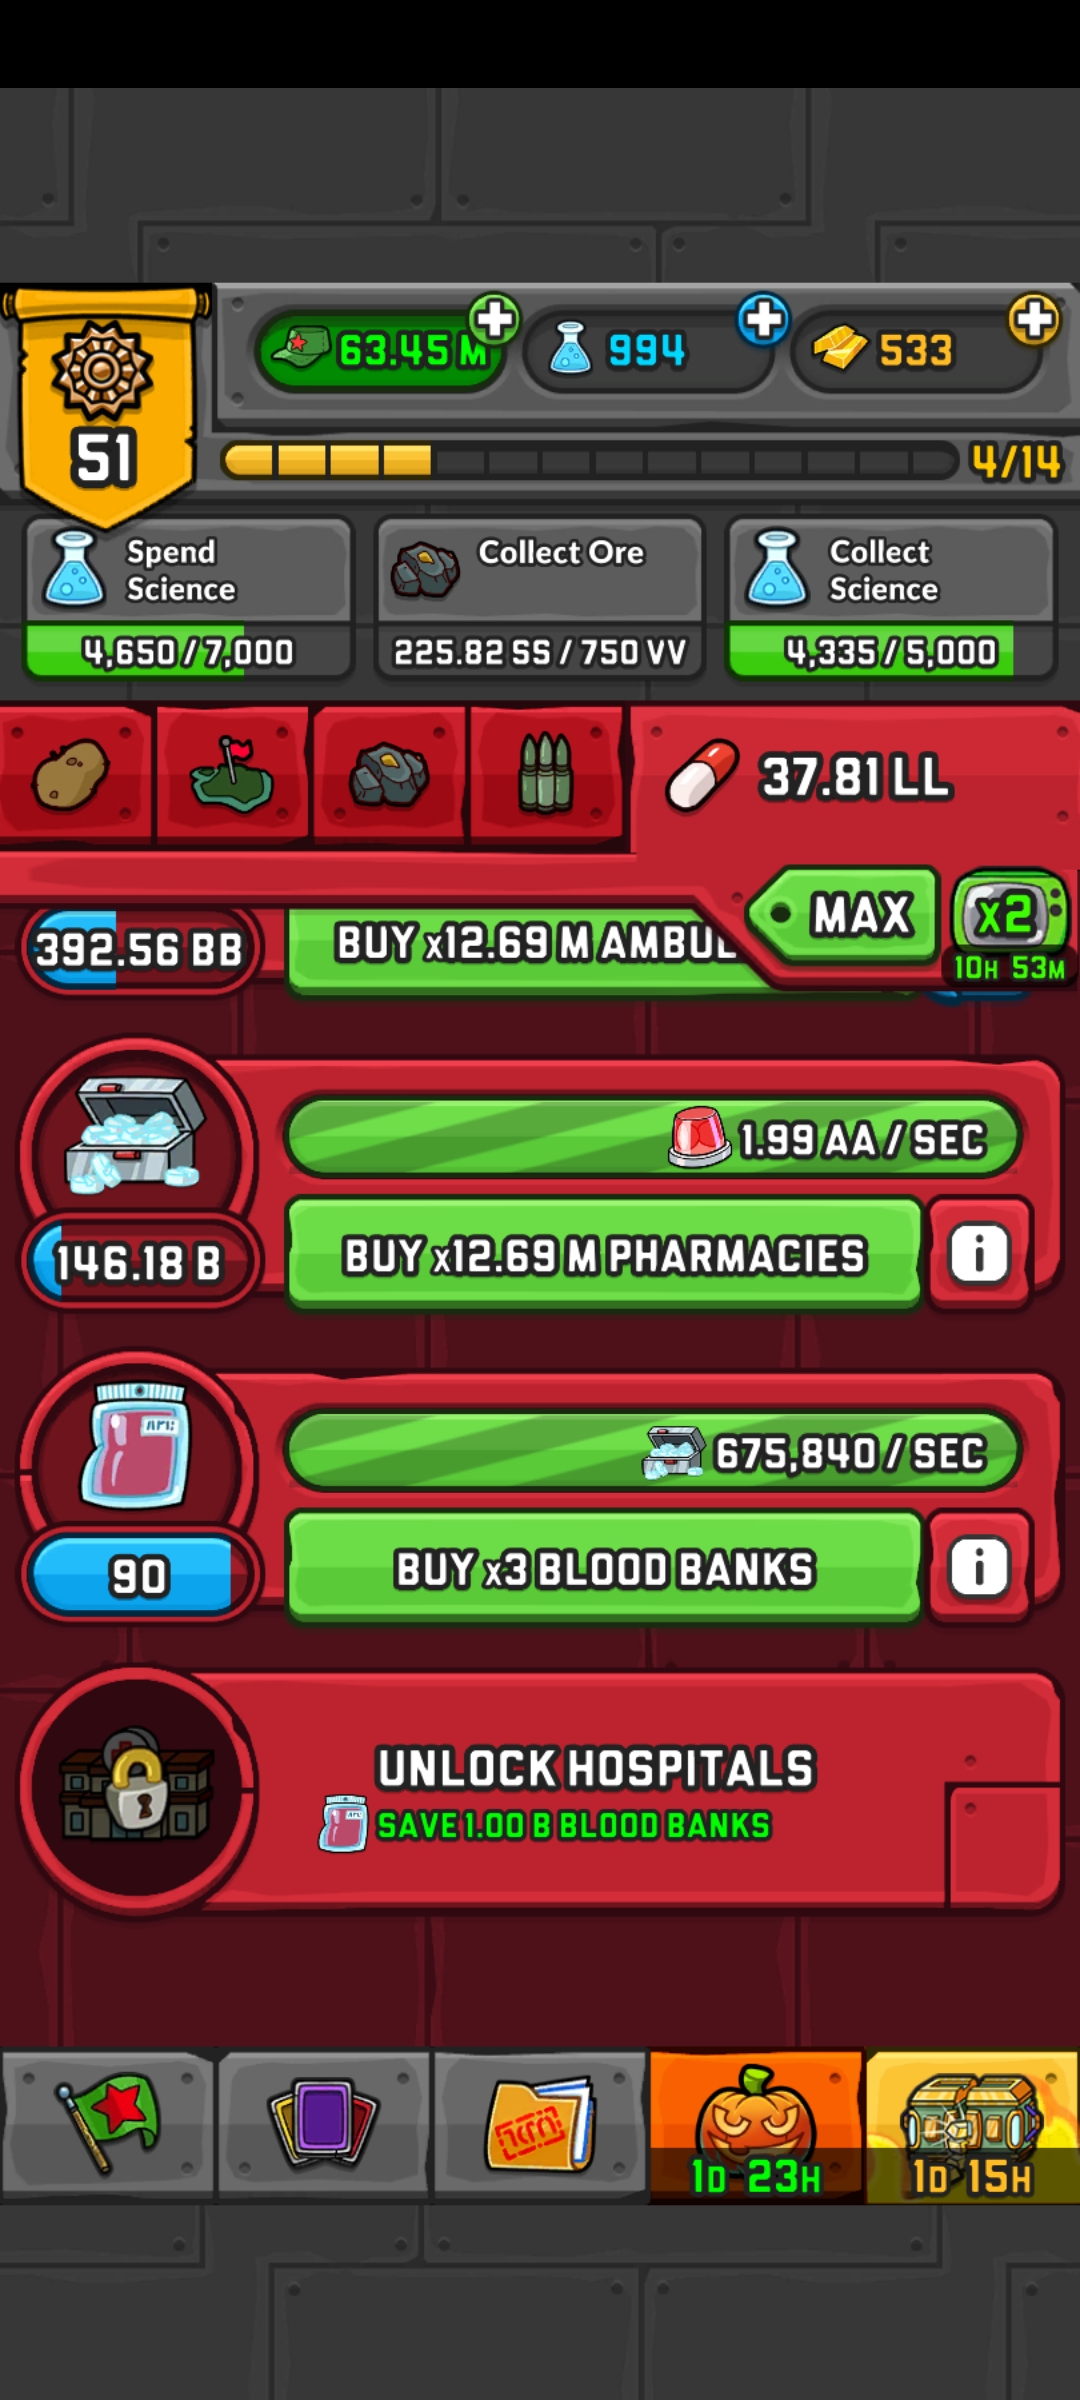 63.45 M
994
533
51
4/14
Spend
Science
4,650 / 7,000
Collect Ore
225.82 SS / 750 VV
Collect
Science
4,335 / 5,000
37.81 LL
MAX
x2
10H 53M
392.56 BB
BUY x12.69 M AMBUL
1.99 AA / SEC
146.18 B
BUY x12.69 M PHARMACIES
i
675,840 / SEC
90
BUY x3 BLOOD BANKS
i
UNLOCK HOSPITALS
SAVE 1.00 B BLOOD BANKS
1D 23H
1D 15H